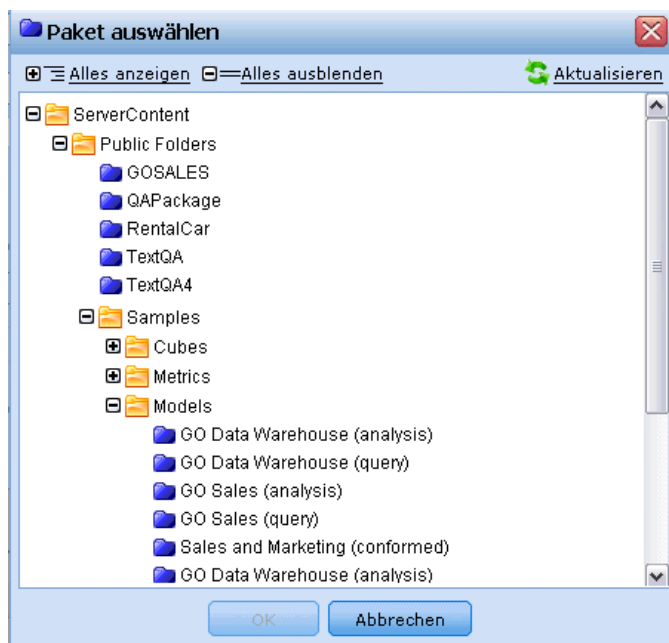 Paket auswählen
Alles anzeigen Alles ausblenden Aktualisieren
ServerContent
Public Folders
GOSALES
QAPackage
RentalCar
TextQA
TextQA4
Samples
Cubes
Metrics
Models
GO Data Warehouse (analysis)
GO Data Warehouse (query)
GO Sales (analysis)
GO Sales (query)
Sales and Marketing (conformed)
GO Data Warehouse (analysis)
OK Abbrechen